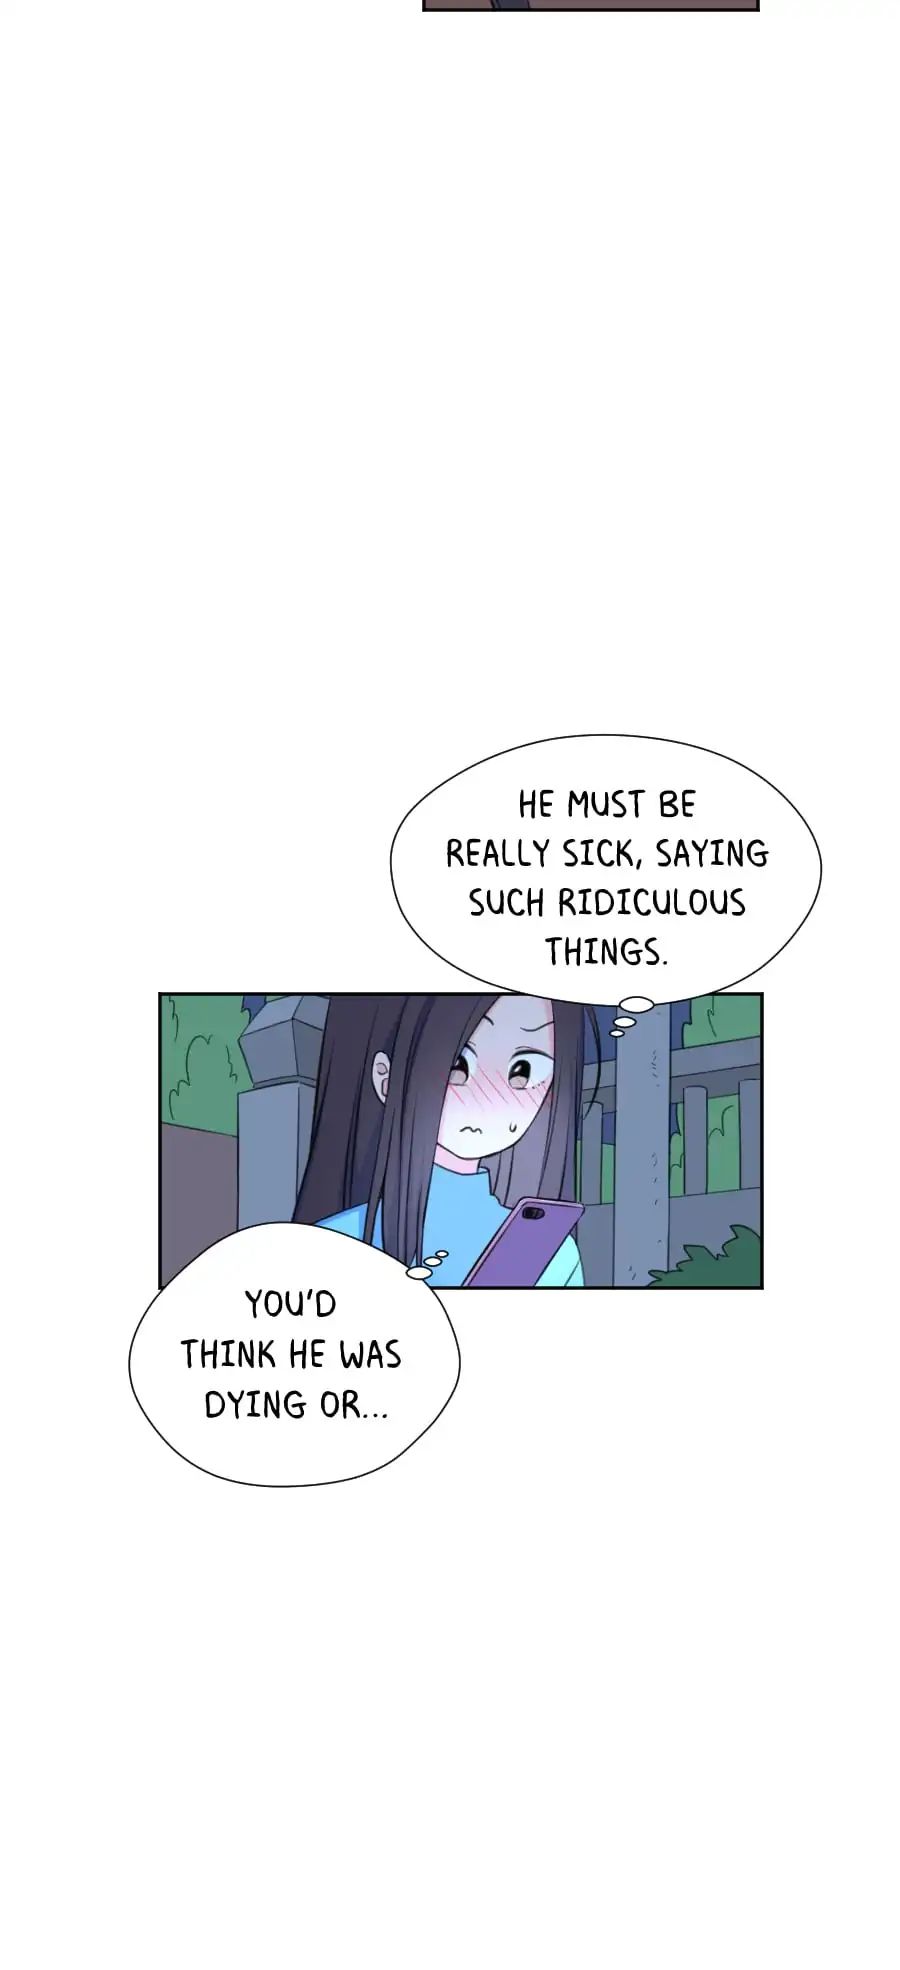 HE MUST BE
REALLY SICK, SAYING
SUCH RIDICULOUS
THINGS.
YOU'D
THINK HE WAS
DYING OR...